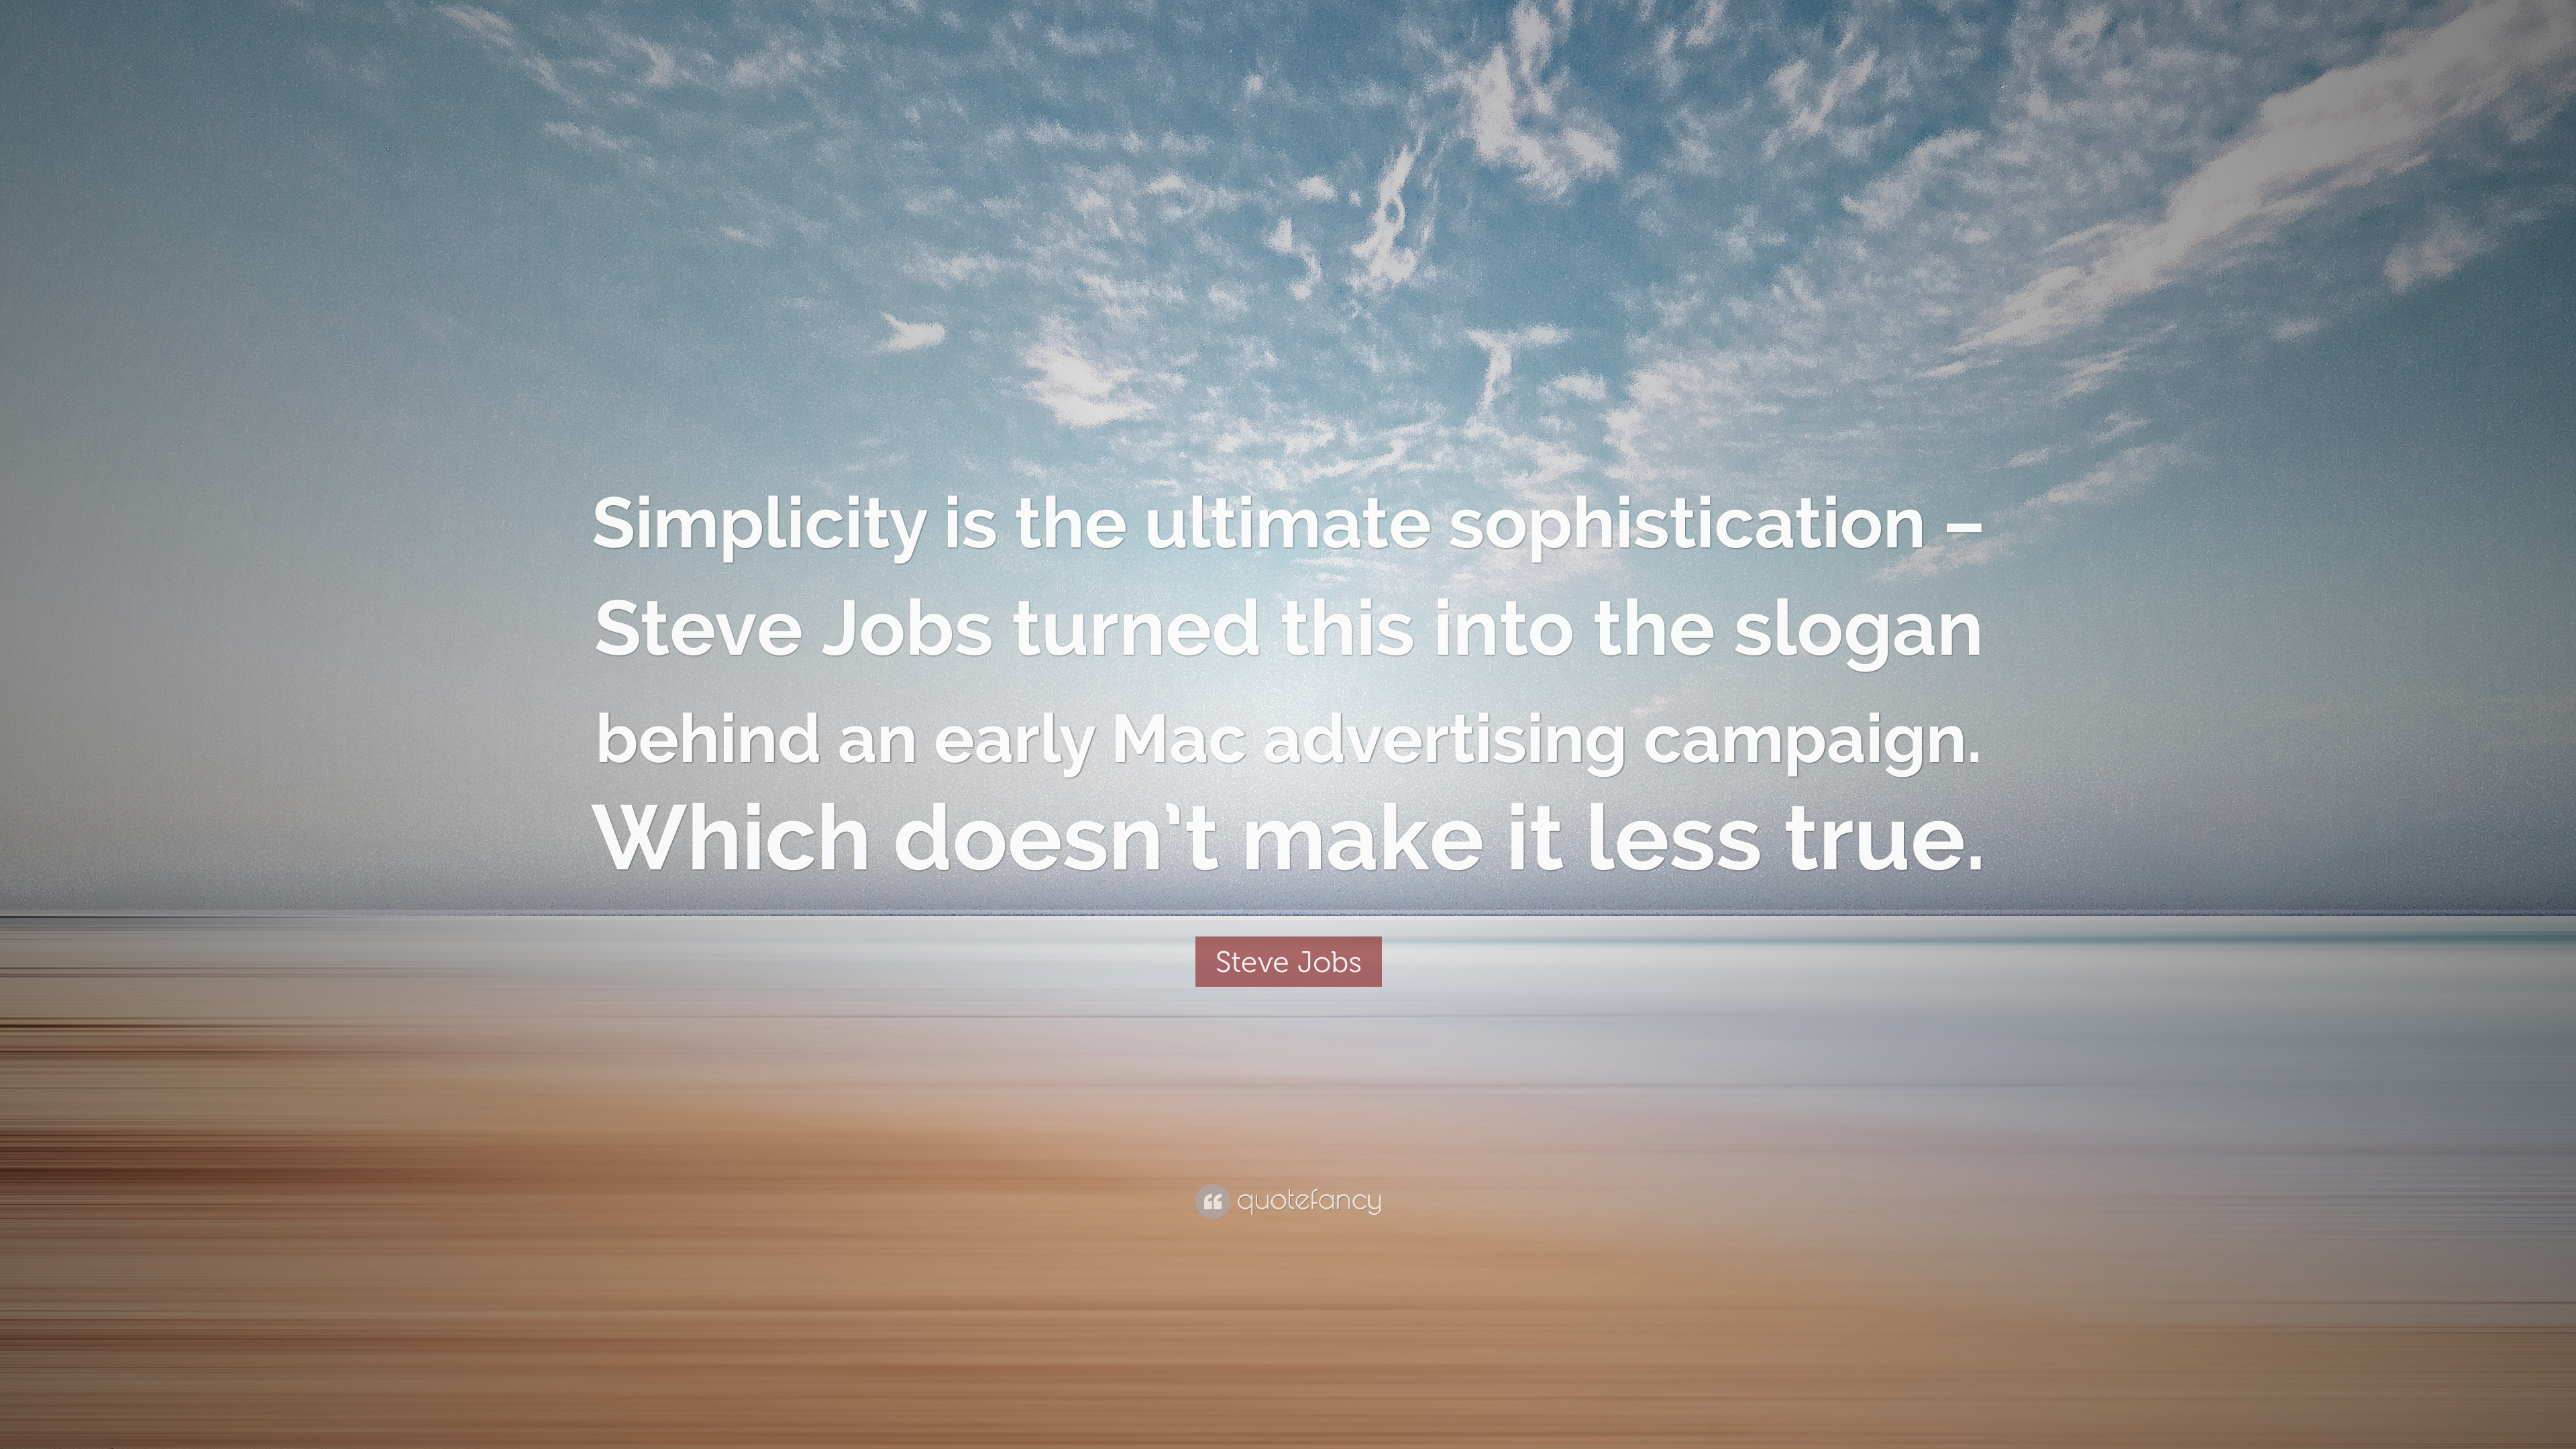 Simplicity is the ultimate sophistication –
Steve Jobs turned this into the slogan
behind an early Mac advertising campaign.
Which doesn’t make it less true.
Steve Jobs
quotefancy